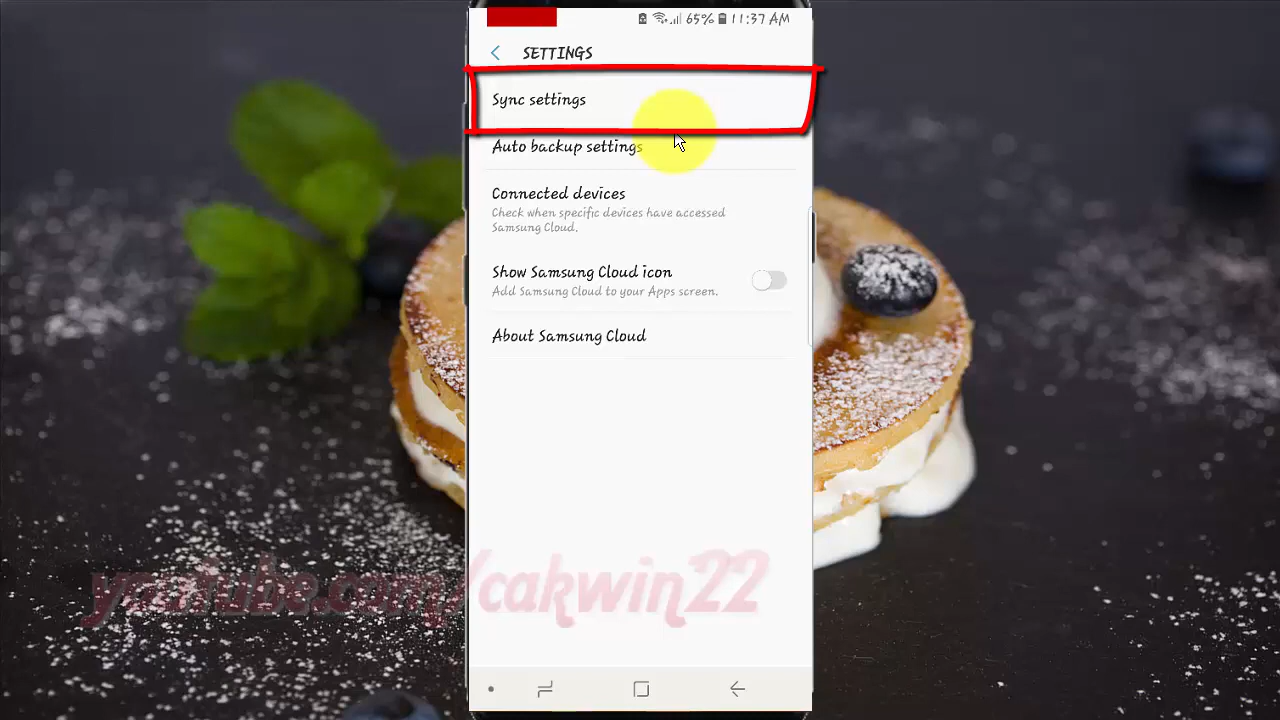 65% 11:37 AM
SETTINGS
Sync settings
Auto backup settings
Connected devices
Check when specific devices have accessed
Samsung Cloud.
Show Samsung Cloud icon
Add Samsung Cloud to your Apps screen.
About Samsung Cloud
youtube.com/cakwin22